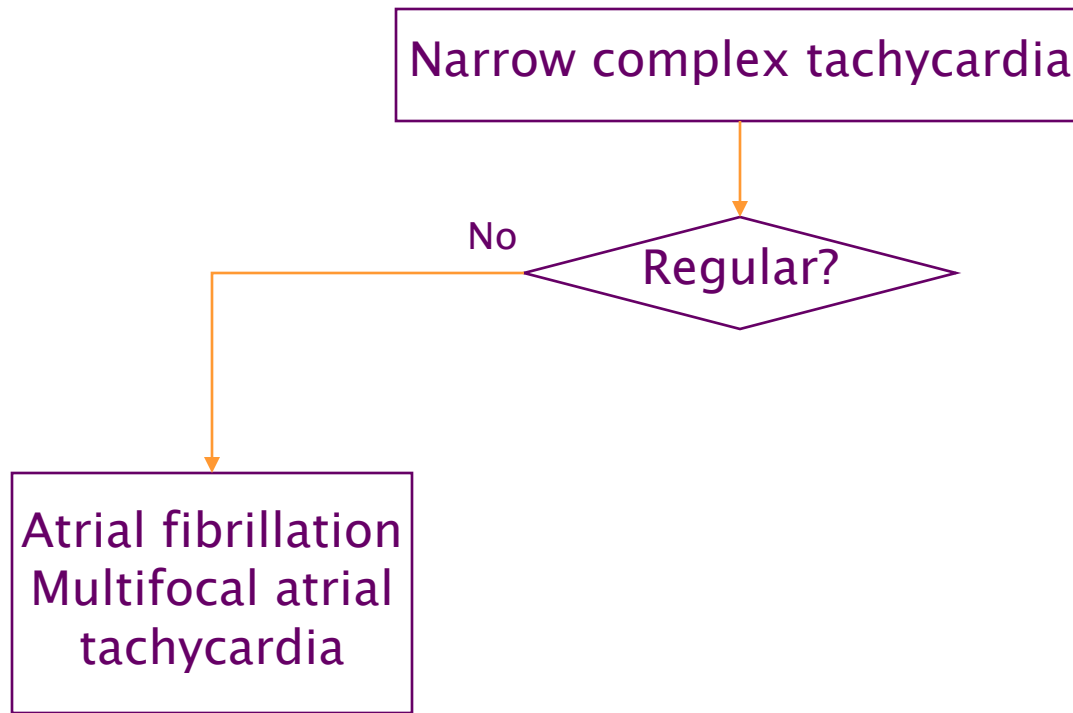 Narrow complex tachycardia
No
Regular?
Atrial fibrillation
Multifocal atrial
tachycardia